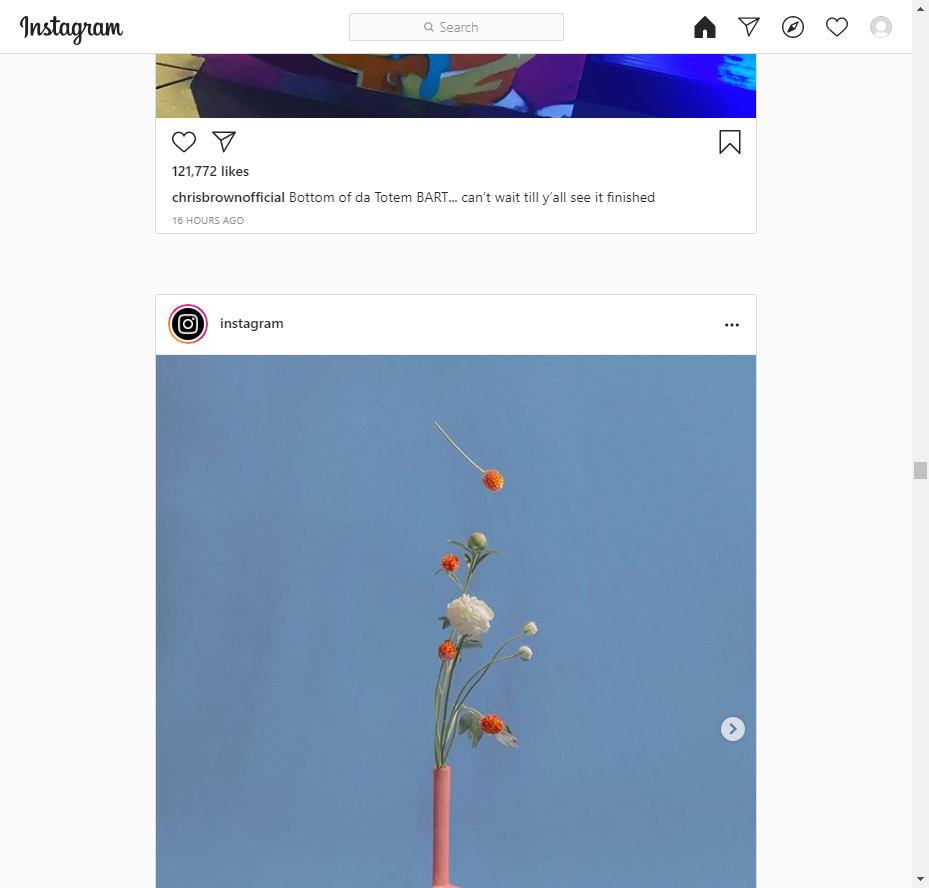 Instagram
Search
121,772 likes
chrisbrownofficial Bottom of da Totem BART... can’t wait till y’all see it finished
16 HOURS AGO
instagram